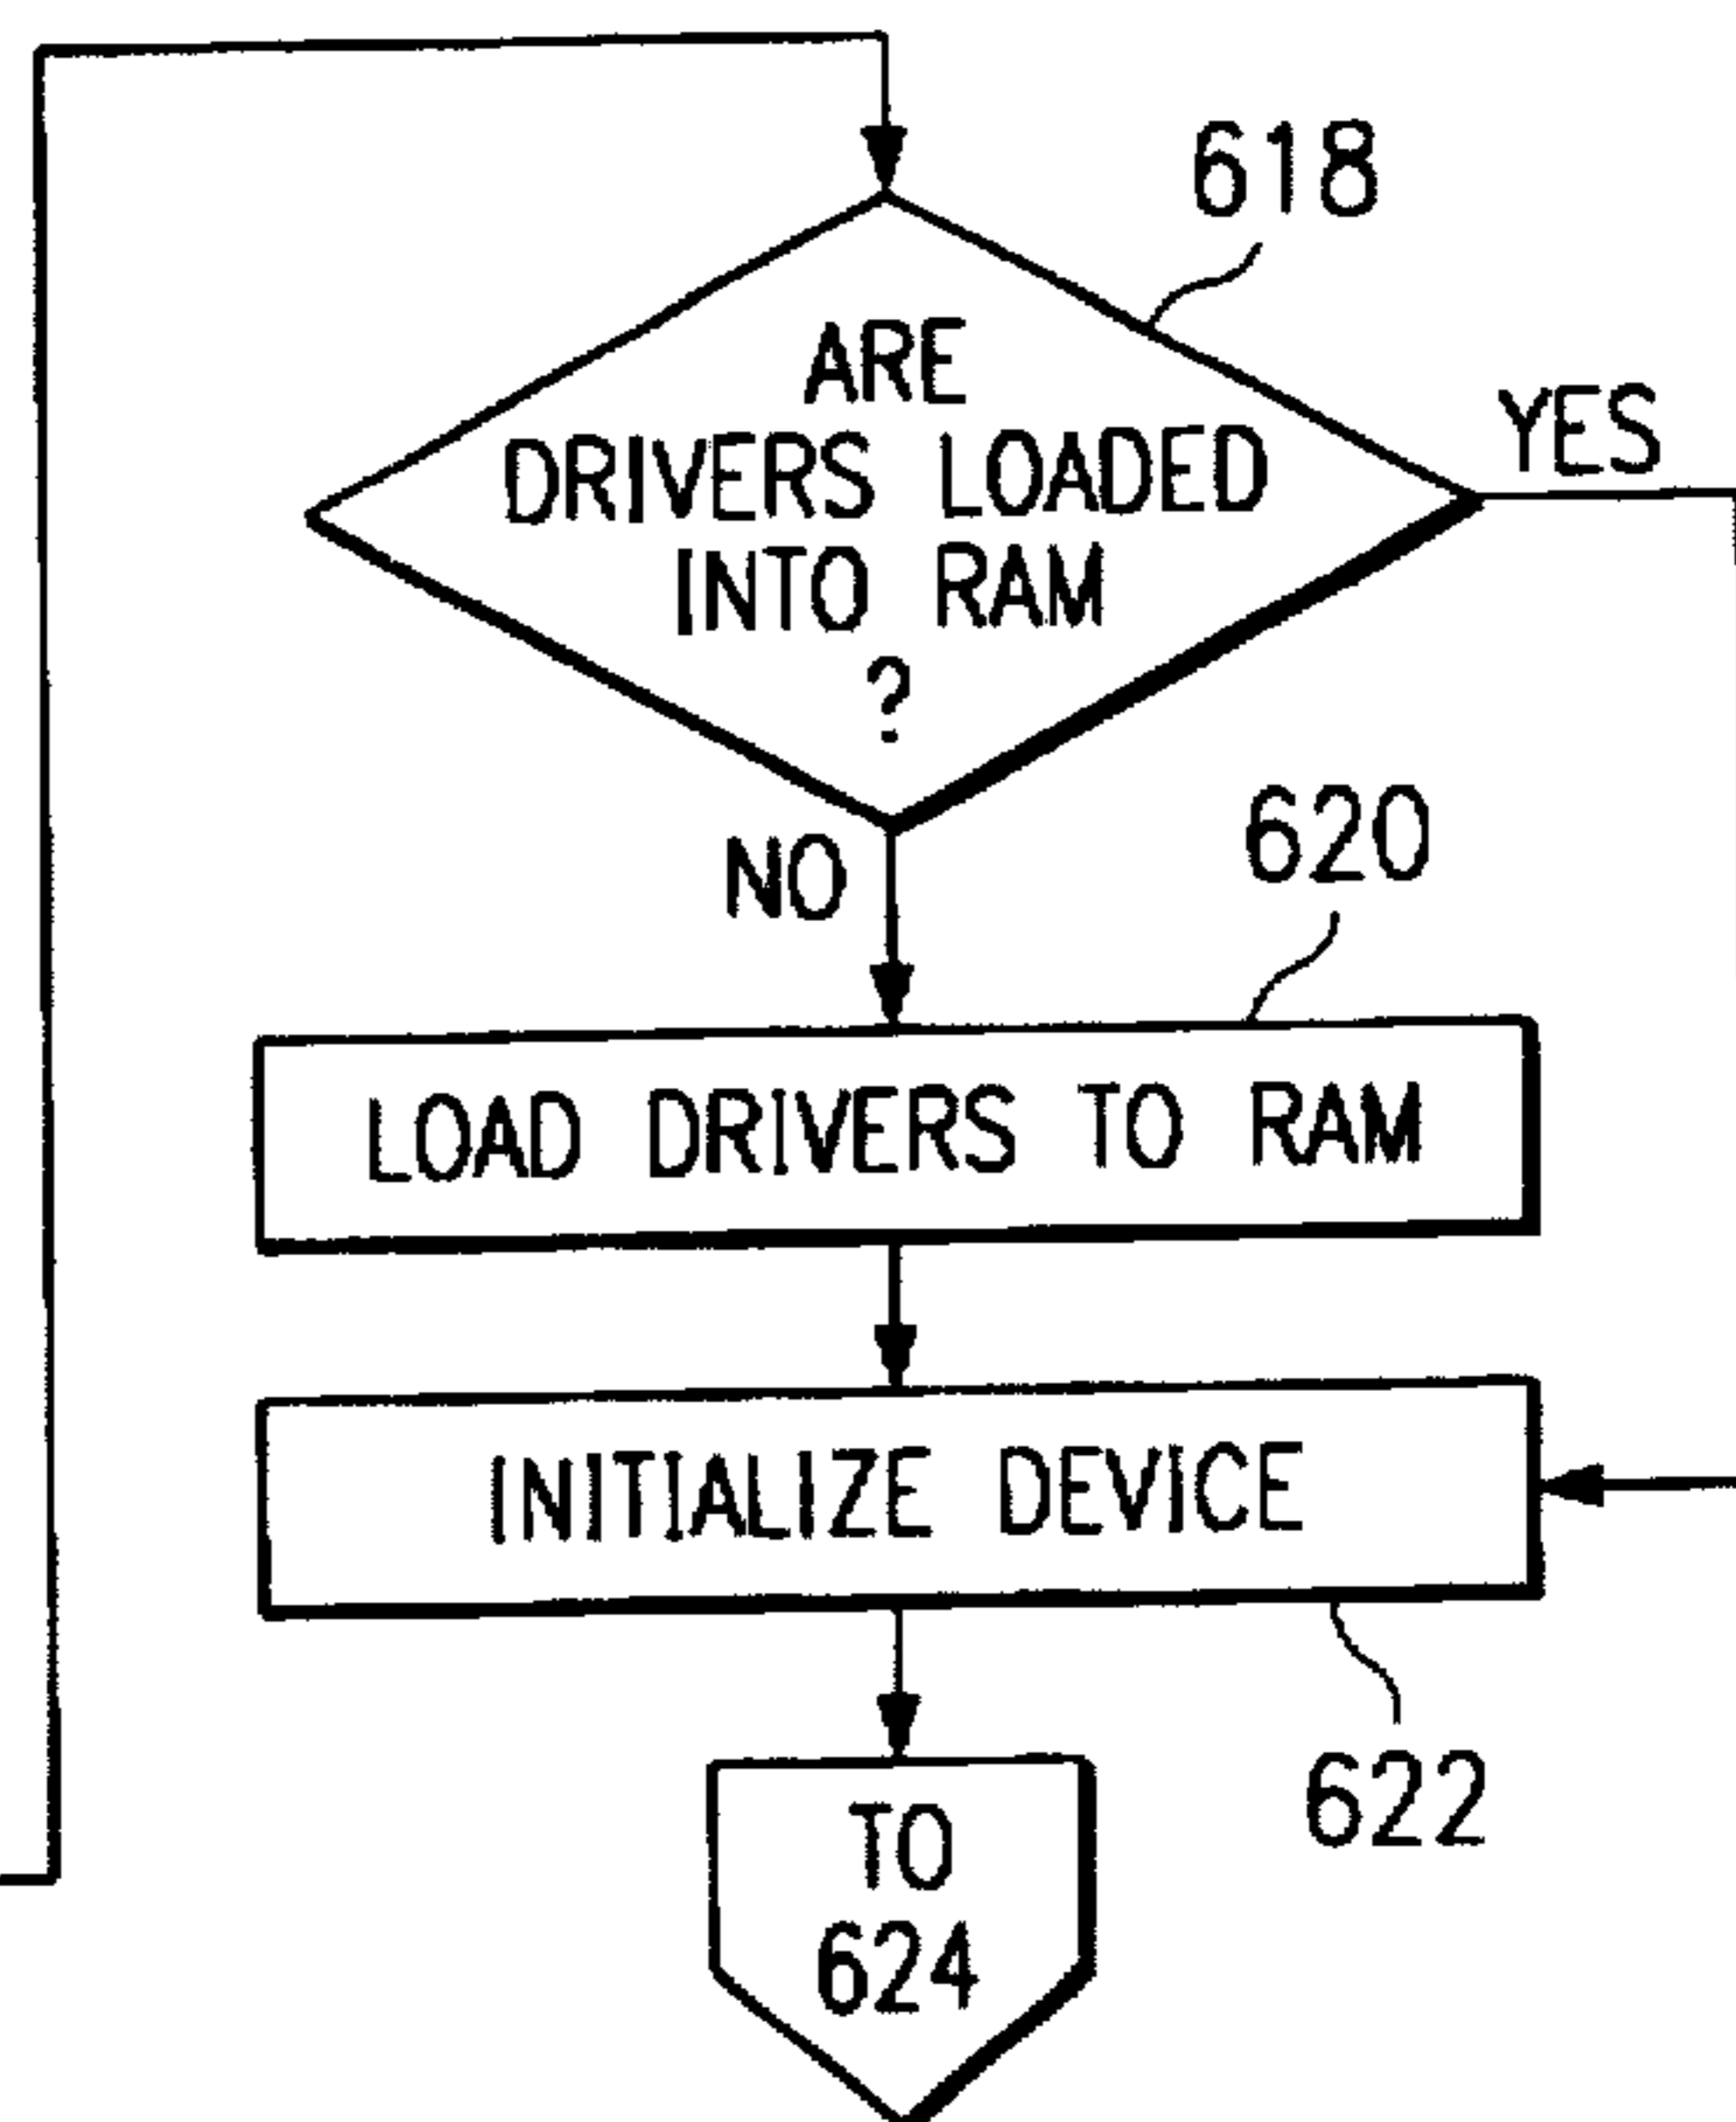 618
ARE
DRIVERS LOADED
INTO RAM
?
YES
NO
620
LOAD DRIVERS TO RAM
INITIALIZE DEVICE
622
TO
624